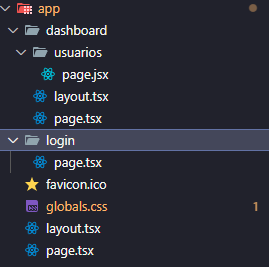 app
dashboard
usuarios
page.jsx
layout.tsx
page.tsx
login
page.tsx
favicon.ico
globals.css 1
layout.tsx
page.tsx